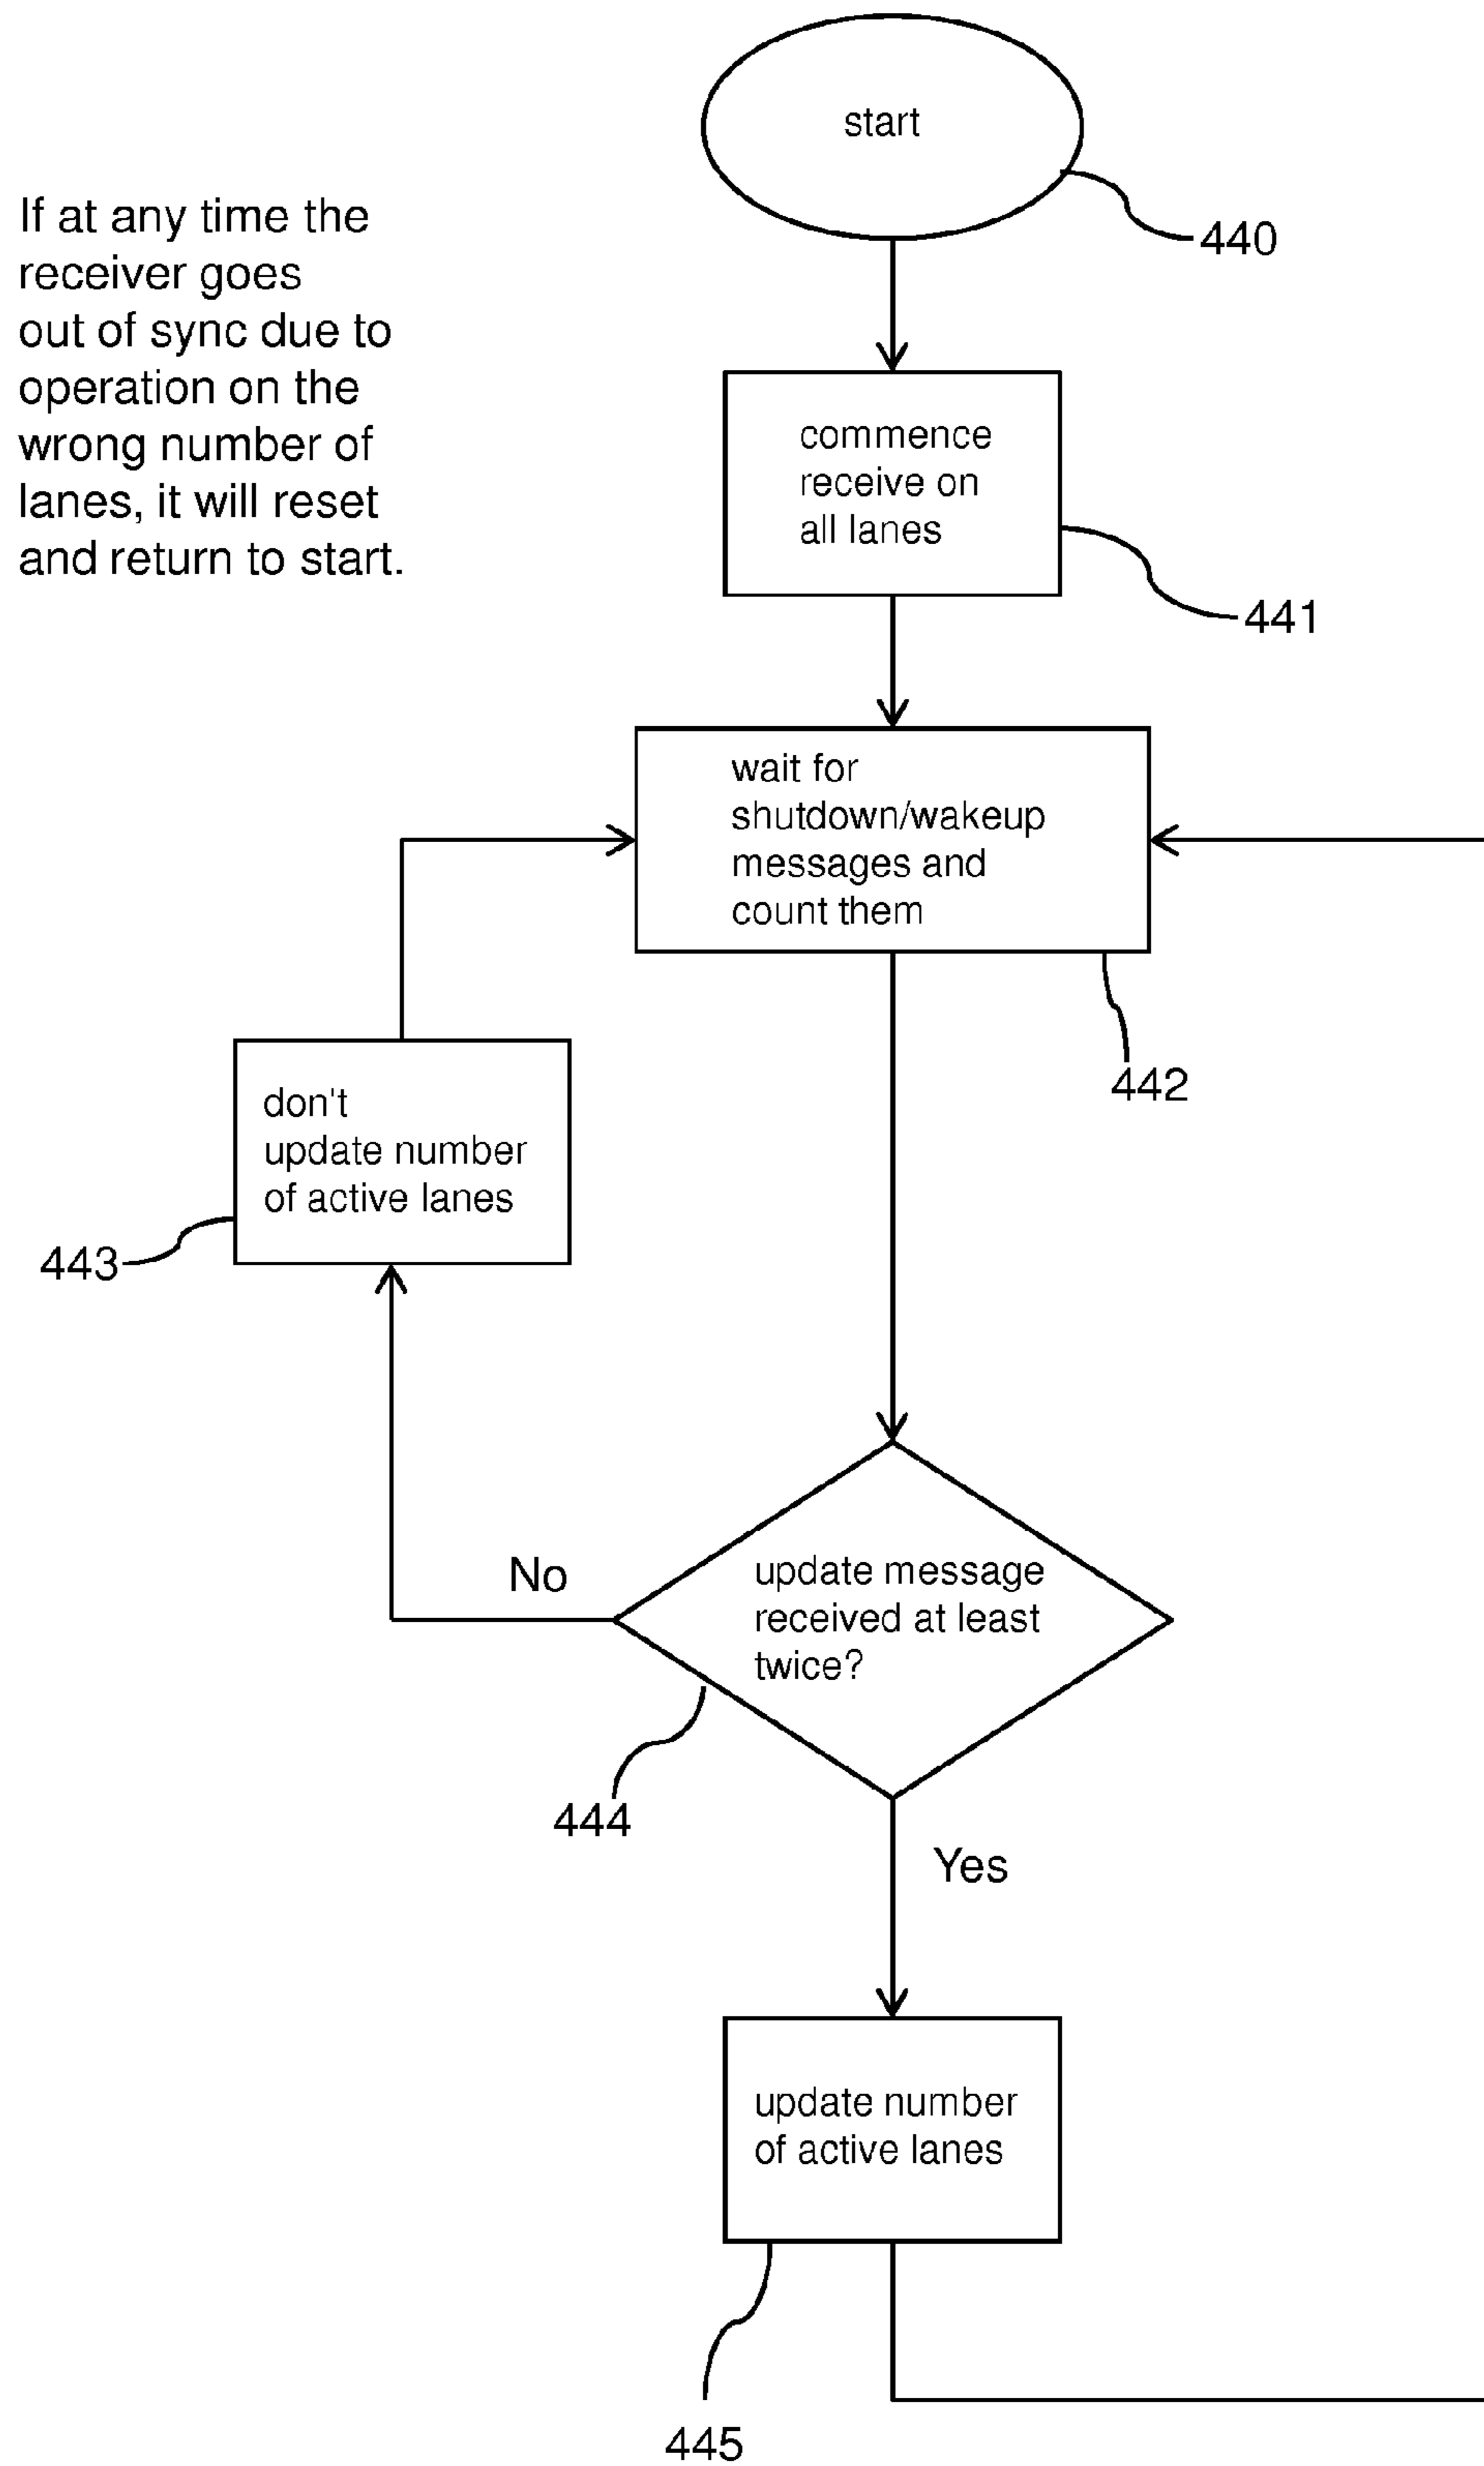 start
440
If at any time the
receiver goes
out of sync due to
operation on the
wrong number of
lanes, it will reset
and return to start.
commence
receive on
all lanes
441
wait for
shutdown/wakeup
messages and
count them
442
don't
update number
of active lanes
443
No
update message
received at least
twice?
444
Yes
update number
of active lanes
445